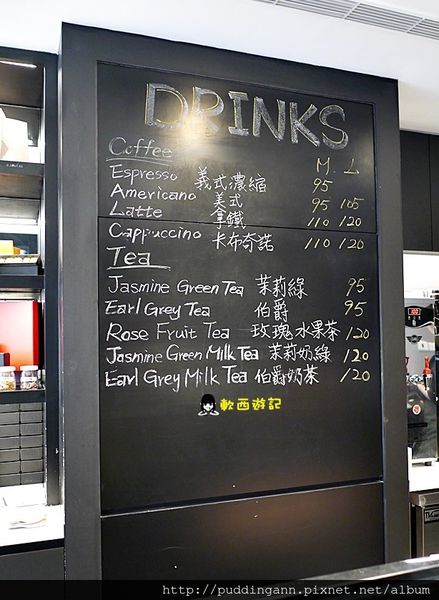 DRINKS
Coffee
M. L
Espresso 義式濃縮 95
Americano 美式 95 105
Latte 拿鐵 110 120
Cappuccino 卡布奇諾 110 120
Tea
Jasmine Green Tea 茉莉綠 95
Earl Grey Tea 伯爵 95
Rose Fruit Tea 玫瑰水果茶 120
Jasmine Green Milk Tea 茉莉奶綠 120
Earl Grey Milk Tea 伯爵奶茶 120
軟西遊記
http://puddingann.pixnet.net/album